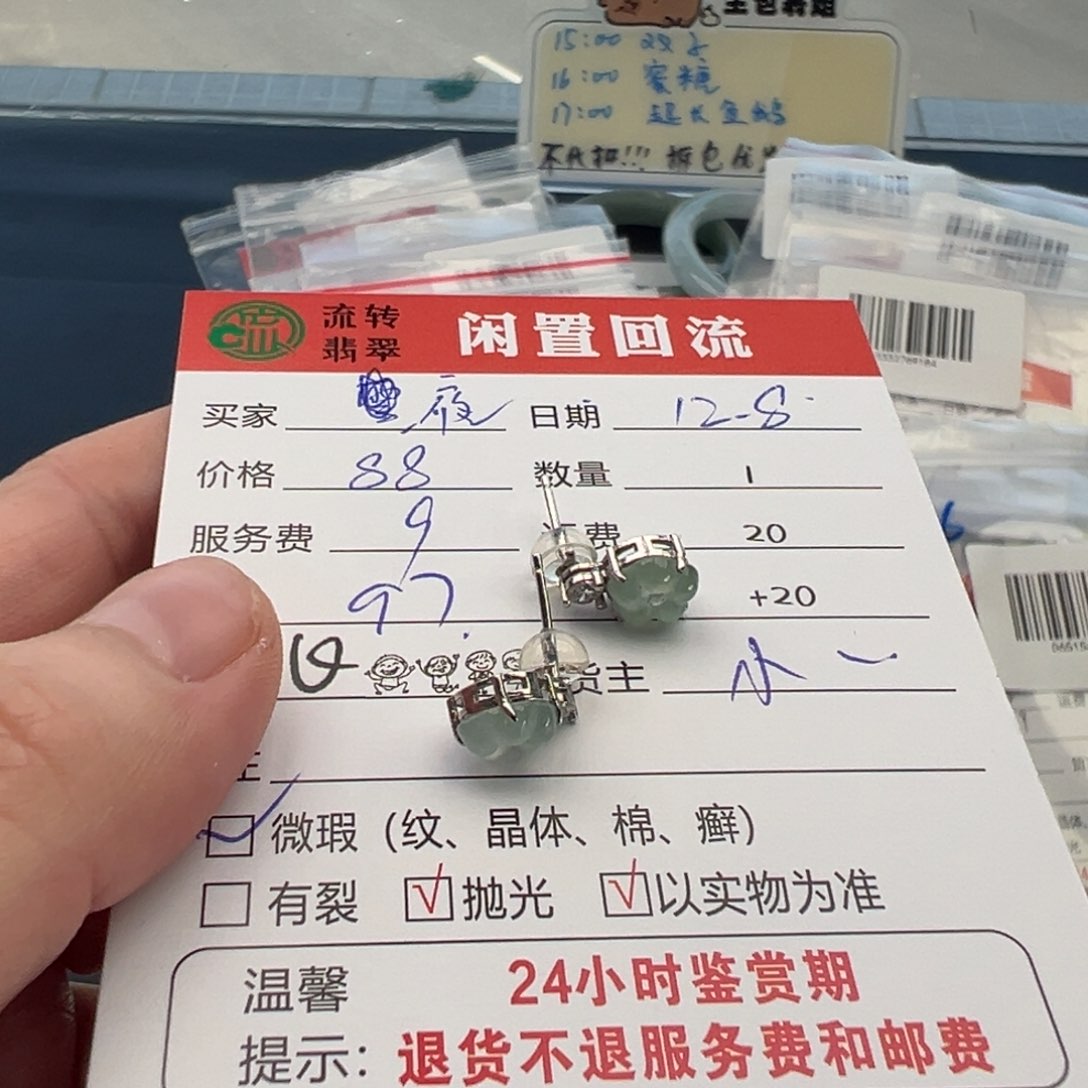 15:00 双子
16:00 蜜糖
17:00 超长鱼
不代拍!!! 拆包优
流转
翡翠
闲置回流
买家 日期 12-8
价格 88 数量 1
服务费 9 费 20
97. +20
货主 小一
微瑕（纹、晶体、棉、癣）
有裂 √抛光 √以实物为准
温馨 24小时鉴赏期
提示：退货不退服务费和邮费